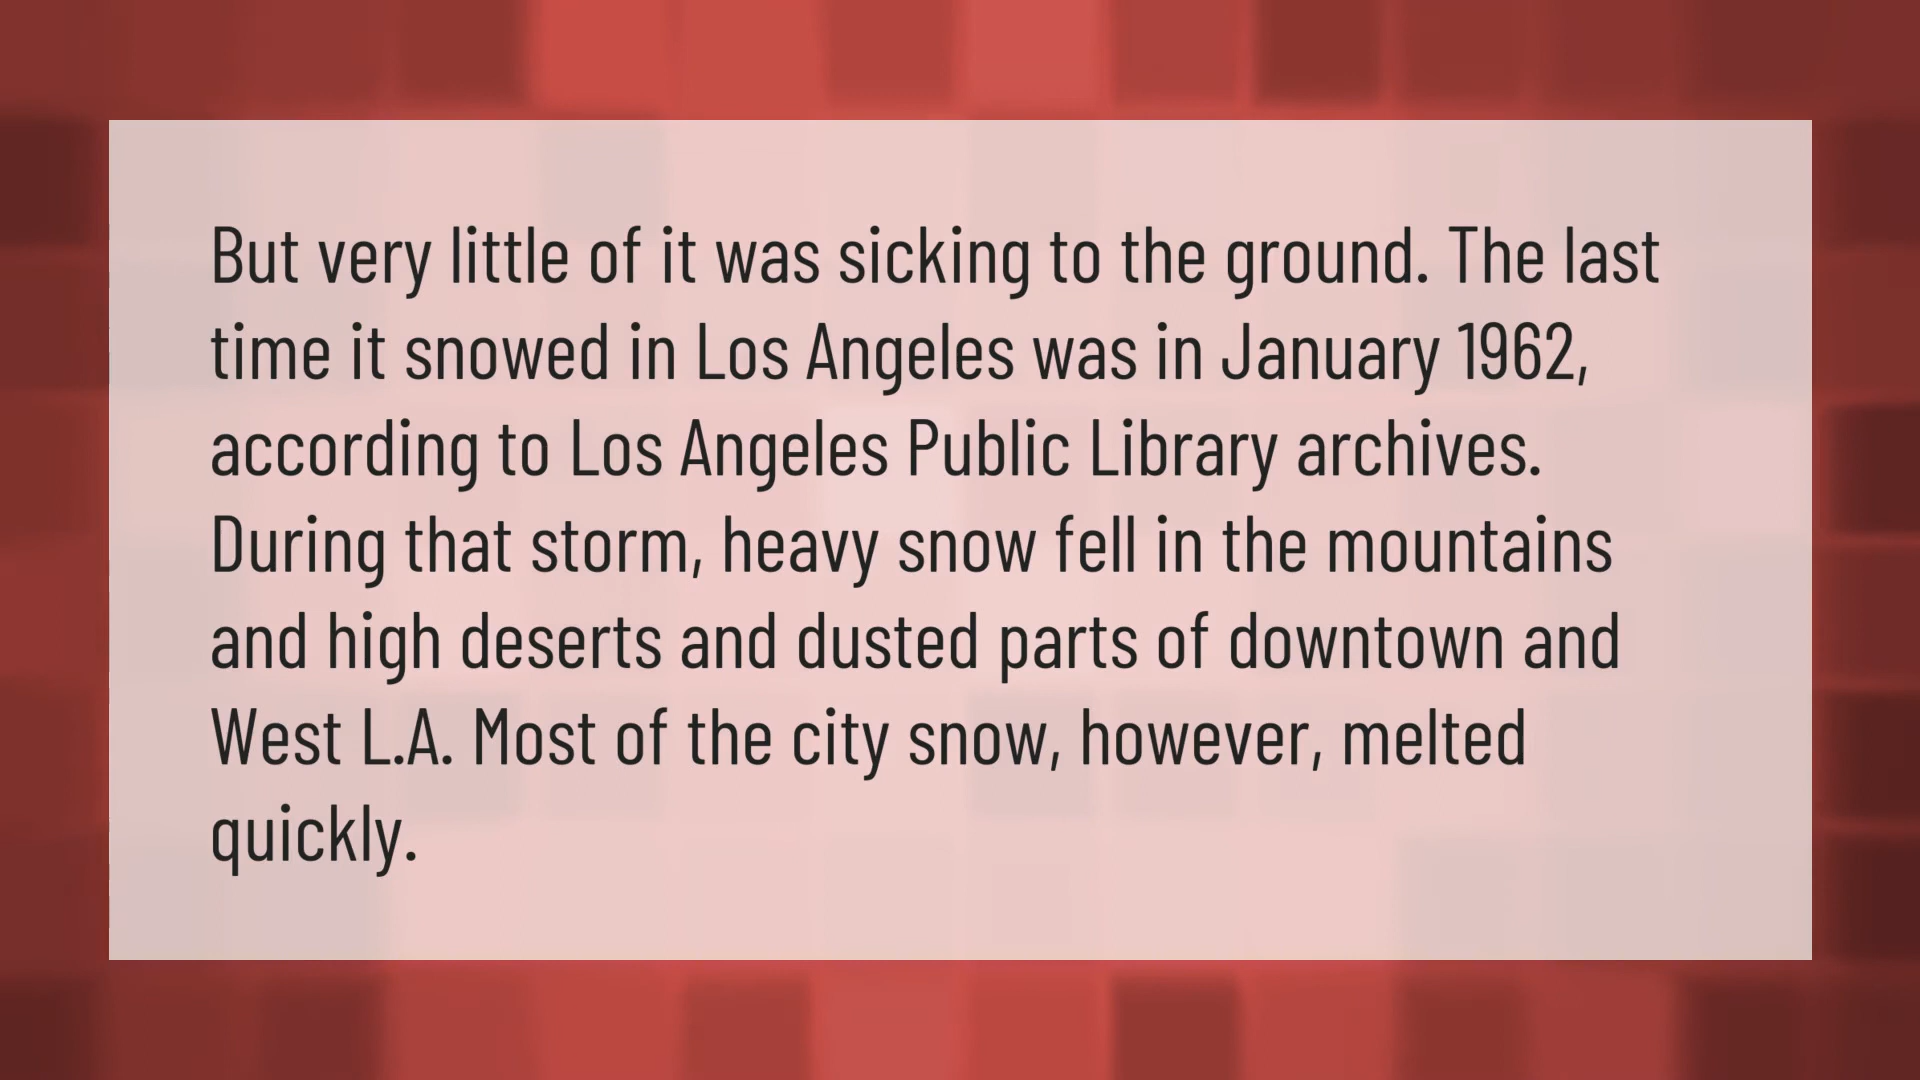 But very little of it was sicking to the ground. The last
time it snowed in Los Angeles was in January 1962,
according to Los Angeles Public Library archives.
During that storm, heavy snow fell in the mountains
and high deserts and dusted parts of downtown and
West L.A. Most of the city snow, however, melted
quickly.